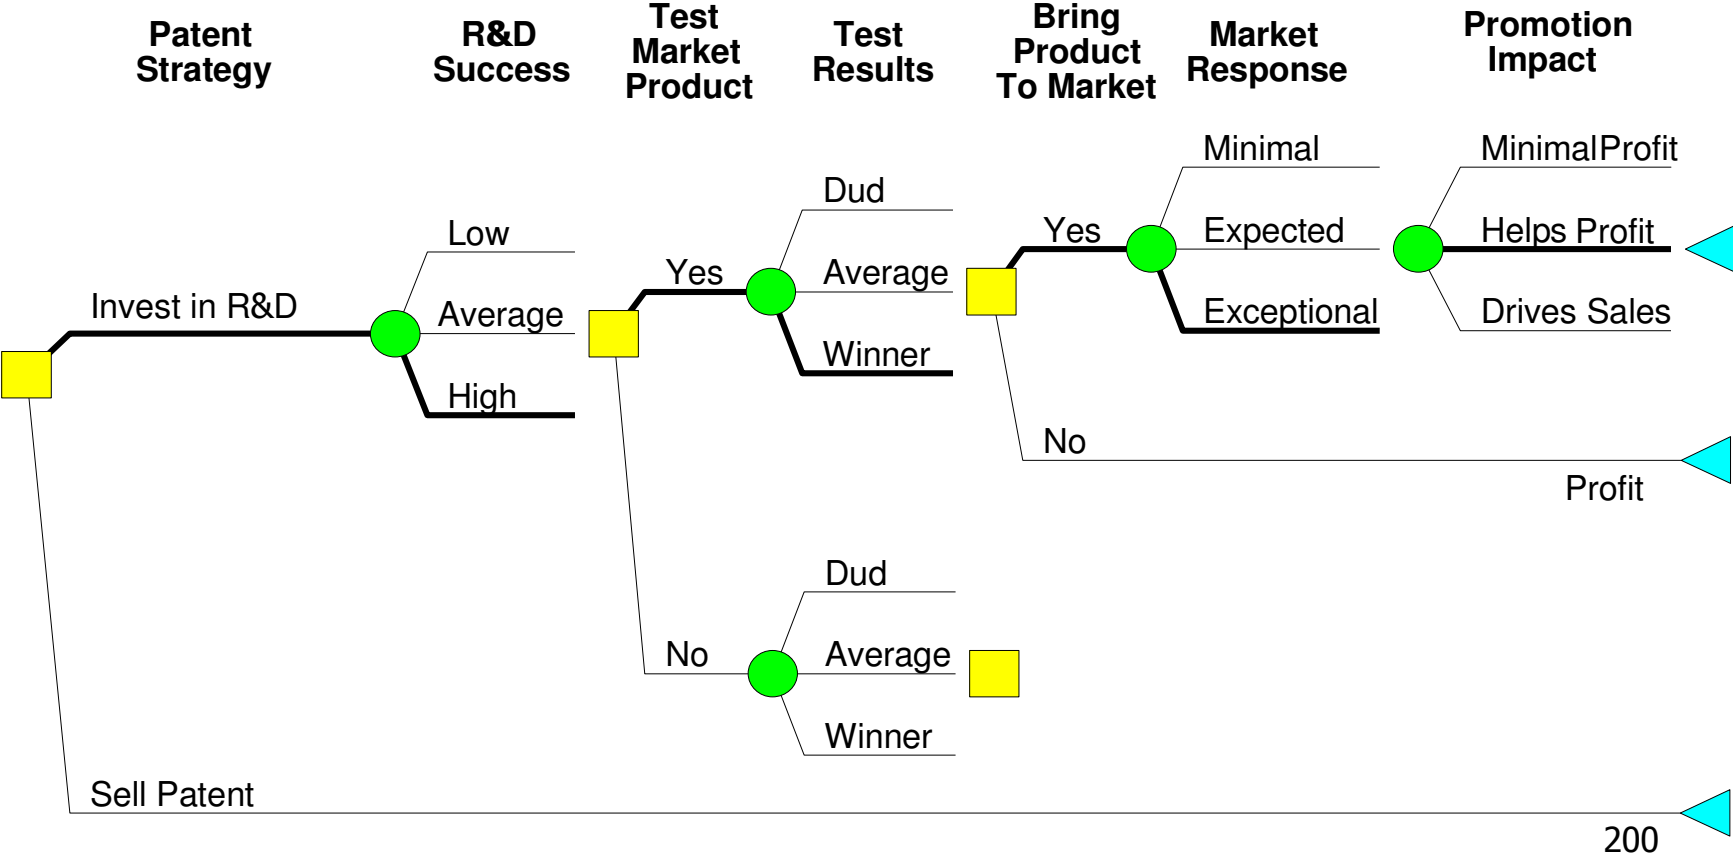 Patent
Strategy
R&D
Success
Test
Market
Product
Test
Results
Bring
Product
To Market
Market
Response
Promotion
Impact
Invest in R&D
Low
Average
High
Yes
Dud
Average
Winner
Yes
Minimal
Expected
Exceptional
Minimal Profit
Helps Profit
Drives Sales
No
Profit
No
Dud
Average
Winner
Sell Patent
200